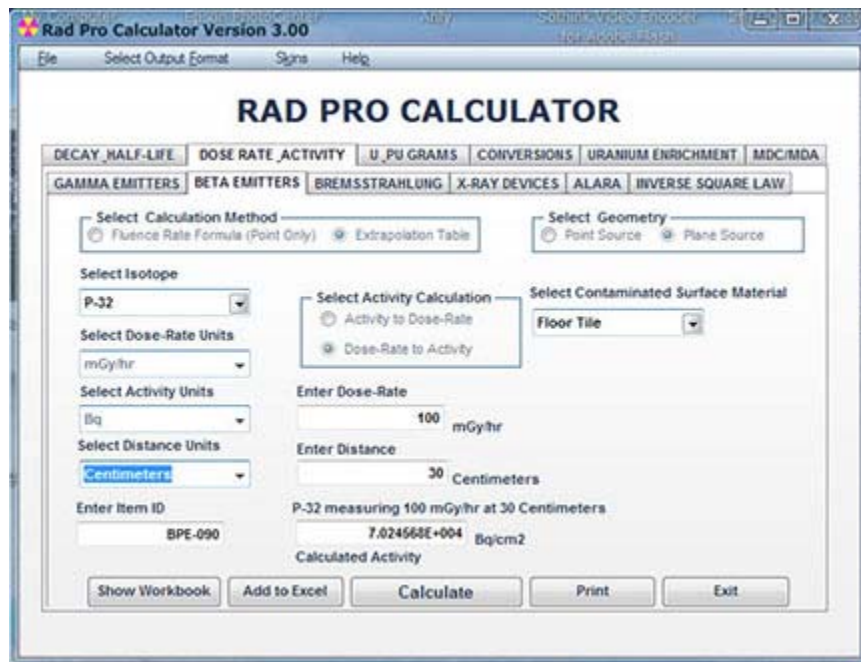 Rad Pro Calculator Version 3.00
File Select Output Format Signs Help
RAD PRO CALCULATOR
DECAY_HALF-LIFE DOSE RATE_ACTIVITY U_PU GRAMS CONVERSIONS URANIUM ENRICHMENT MDC/MDA
GAMMA EMITTERS BETA EMITTERS BREMSSTRAHLUNG X-RAY DEVICES ALARA INVERSE SQUARE LAW
Select Calculation Method
Fluence Rate Formula (Point Only) Extrapolation Table
Select Geometry
Point Source Plane Source
Select Isotope
P-32
Select Activity Calculation
Activity to Dose-Rate
Dose-Rate to Activity
Select Contaminated Surface Material
Floor Tile
Select Dose-Rate Units
mGy/hr
Select Activity Units
Bq
Enter Dose-Rate
100 mGy/hr
Select Distance Units
Centimeters
Enter Distance
30 Centimeters
Enter Item ID
BPE-090
P-32 measuring 100 mGy/hr at 30 Centimeters
7.024568E+004 Bq/cm2
Calculated Activity
Show Workbook Add to Excel Calculate Print Exit